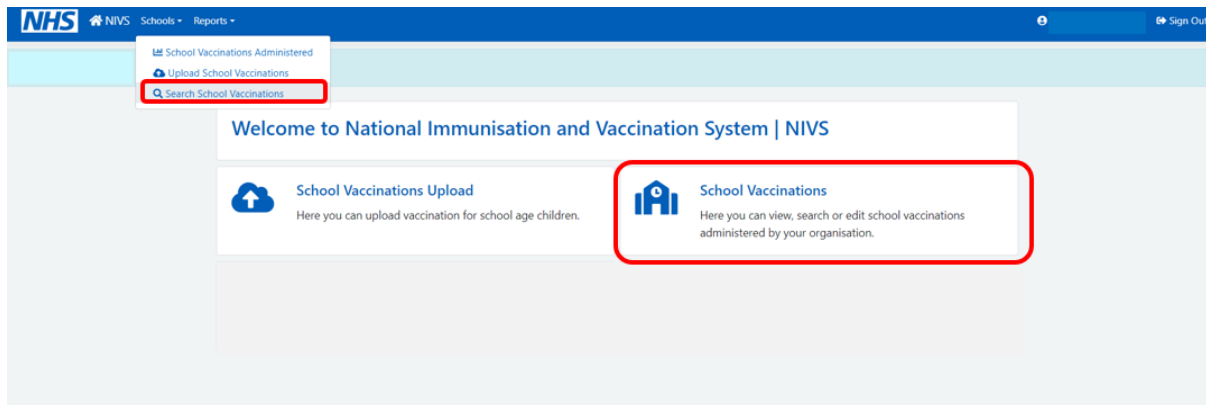 NHS NIVS Schools Reports Sign Out
School Vaccinations Administered
Upload School Vaccinations
Search School Vaccinations
Welcome to National Immunisation and Vaccination System | NIVS
School Vaccinations Upload
Here you can upload vaccination for school age children.
School Vaccinations
Here you can view, search or edit school vaccinations
administered by your organisation.